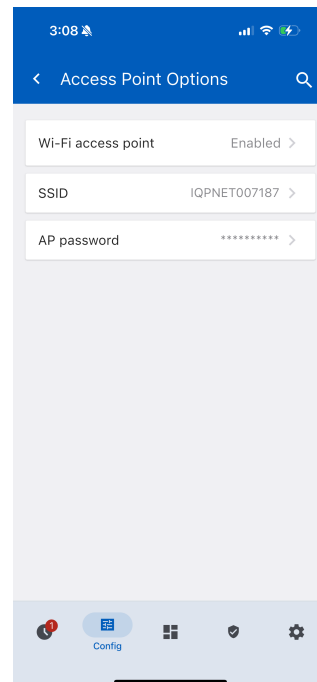 3:08
Access Point Options
Wi-Fi access point Enabled
SSID IQPNET007187
AP password **********
1
Config